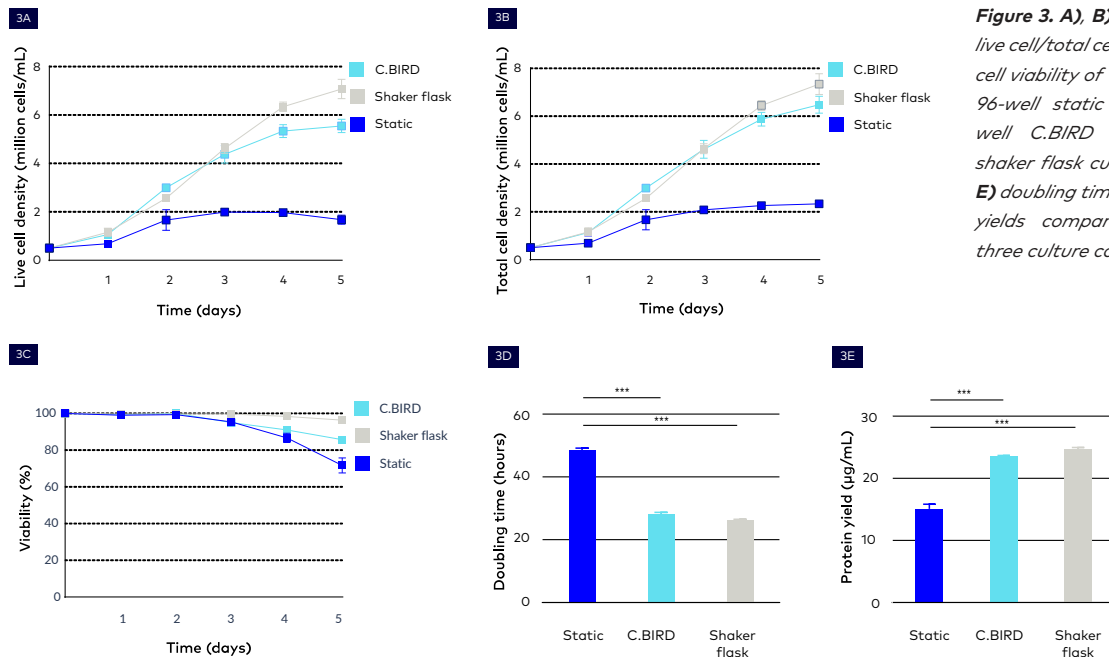 3A
Live cell density (million cells/mL)
8
6
4
2
0
1 2 3 4 5
Time (days)
C.BIRD
Shaker flask
Static
3B
Total cell density (million cells/mL)
8
6
4
2
0
1 2 3 4 5
Time (days)
C.BIRD
Shaker flask
Static
Figure 3. A), B)
live cell/total ce
cell viability of
96-well static
well C.BIRD
shaker flask cu
E) doubling tim
yields compar
three culture co
3C
Viability (%)
100
80
60
40
20
0
1 2 3 4 5
Time (days)
C.BIRD
Shaker flask
Static
3D
Doubling time (hours)
60
40
20
0
***
***
Static C.BIRD Shaker
flask
3E
Protein yield (µg/mL)
30
20
10
0
***
***
Static C.BIRD Shaker
flask